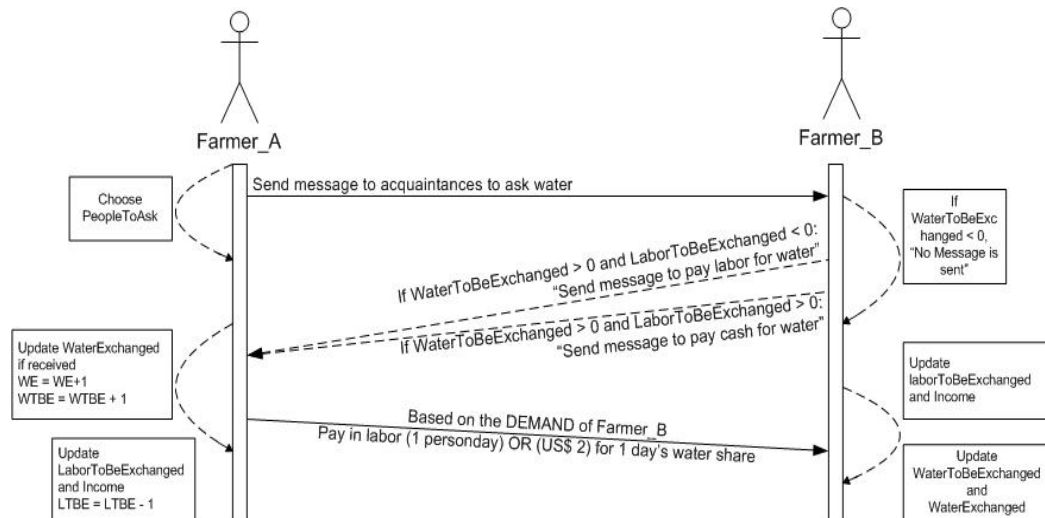 Farmer_A
Farmer_B
Choose
PeopleToAsk
Send message to acquaintances to ask water
If
WaterToBeExc
hanged < 0,
“No Message is
sent”
If WaterToBeExchanged > 0 and LaborToBeExchanged < 0:
“Send message to pay labor for water”
If WaterToBeExchanged > 0 and LaborToBeExchanged > 0:
“Send message to pay cash for water”
Update WaterExchanged
if received
WE = WE+1
WTBE = WTBE + 1
Update
laborToBeExchanged
and Income
Based on the DEMAND of Farmer_B
Pay in labor (1 personday) OR (US$ 2) for 1 day's water share
Update
LaborToBeExchanged
and Income
LTBE = LTBE - 1
Update
WaterToBeExchanged
and
WaterExchanged